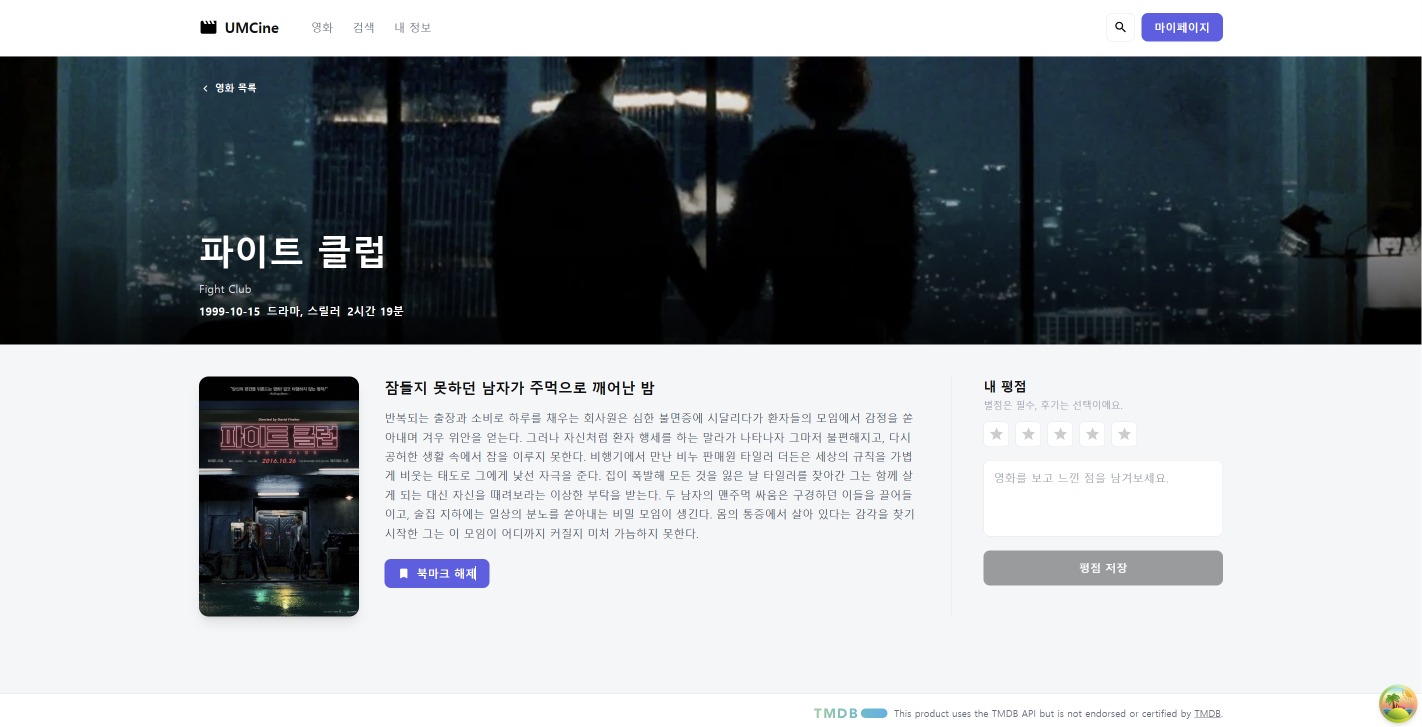 UMCine
영화
검색
내 정보
마이페이지
영화 목록
파이트 클럽
Fight Club
1999-10-15 드라마, 스릴러 2시간 19분
Directed by David Fincher
파이트 클럽
FIGHT CLUB
2016.10.26
잠들지 못하던 남자가 주먹으로 깨어난 밤
반복되는 출장과 소비로 하루를 채우는 회사원은 심한 불면증에 시달리다가 환자들의 모임에서 감정을 쏟
아내며 겨우 위안을 얻는다. 그러나 자신처럼 환자 행세를 하는 말라가 나타나자 그마저 불편해지고, 다시
공허한 생활 속에서 잠을 이루지 못한다. 비행기에서 만난 비누 판매원 타일러 더든은 세상의 규칙을 가볍
게 비웃는 태도로 그에게 낯선 자극을 준다. 집이 폭발해 모든 것을 잃은 날 타일러를 찾아간 그는 함께 살
게 되는 대신 자신을 때려보라는 이상한 부탁을 받는다. 두 남자의 맨주먹 싸움은 구경하던 이들을 끌어들
이고, 술집 지하에는 일상의 분노를 쏟아내는 비밀 모임이 생긴다. 몸의 통증에서 살아 있다는 감각을 찾기
시작한 그는 이 모임이 어디까지 커질지 미처 가늠하지 못한다.
북마크 해제
내 평점
별점은 필수, 후기는 선택이에요.
영화를 보고 느낀 점을 남겨보세요.
평점 저장
TMDB
This product uses the TMDB API but is not endorsed or certified by TMDB.